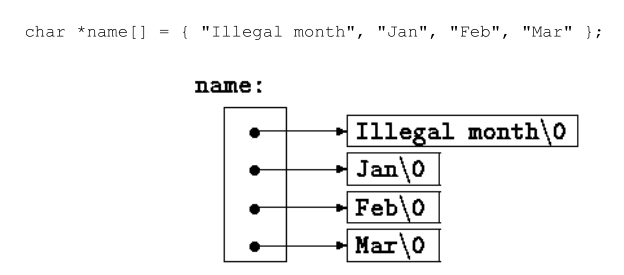 char *name[] = { "Illegal month", "Jan", "Feb", "Mar" };
name:
Illegal month\0
Jan\0
Feb\0
Mar\0